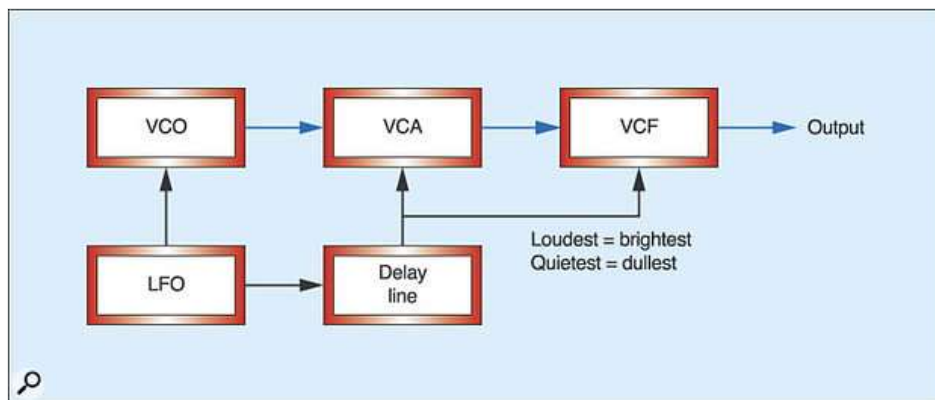 VCO
VCA
VCF
Output
Loudest = brightest
Quietest = dullest
LFO
Delay
line